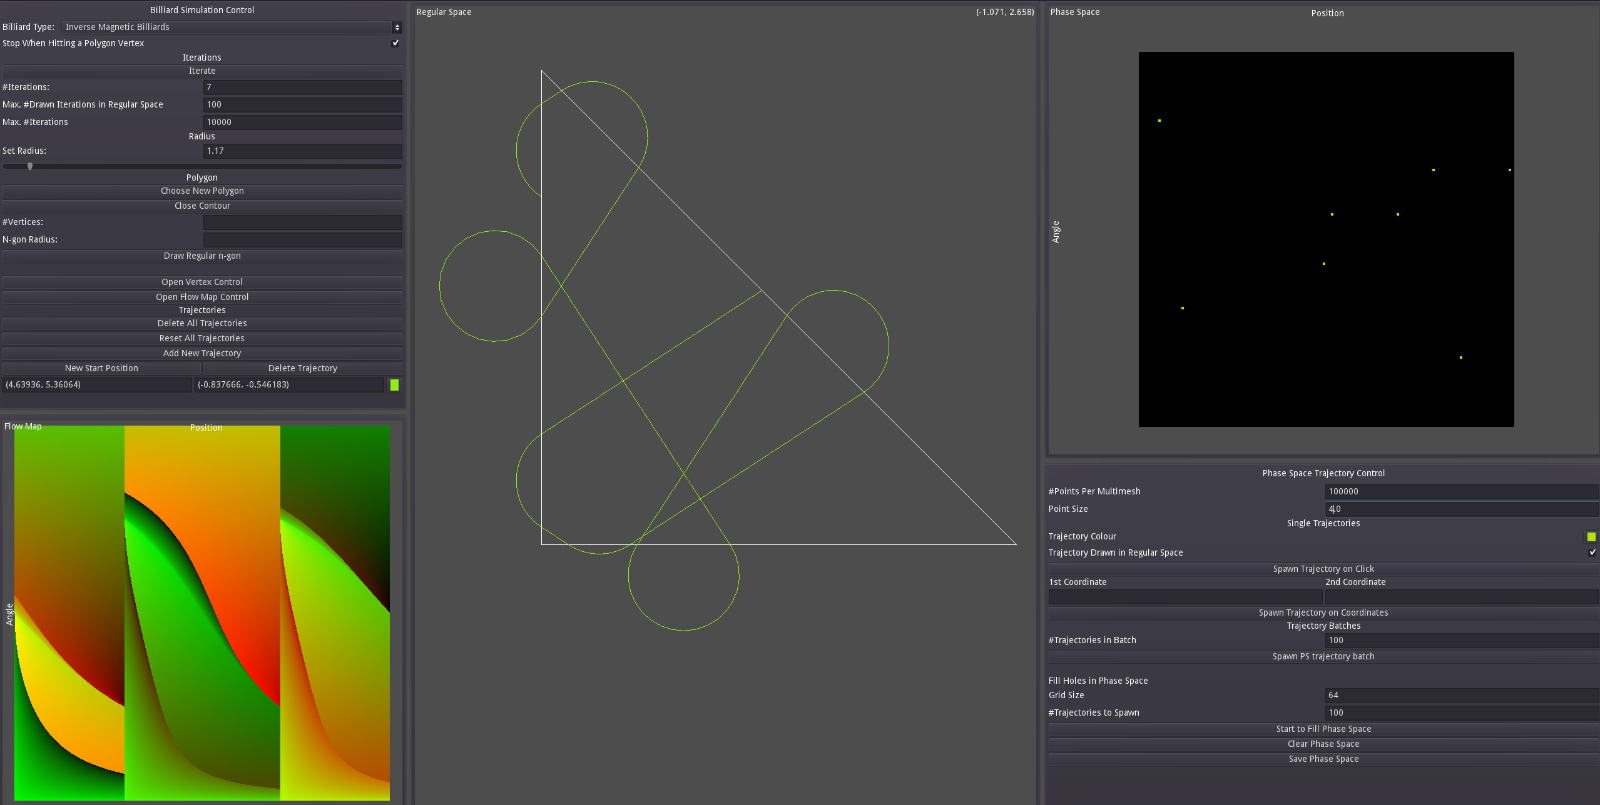 Billiard Simulation Control
Billiard Type: Inverse Magnetic Billiards
Stop When Hitting a Polygon Vertex
Iterations
Iterate
#Iterations: 7
Max. #Drawn Iterations in Regular Space 100
Max. #Iterations 10000
Radius
Set Radius: 1.17
Polygon
Choose New Polygon
Close Contour
#Vertices:
N-gon Radius:
Draw Regular n-gon
Open Vertex Control
Open Flow Map Control
Trajectories
Delete All Trajectories
Reset All Trajectories
Add New Trajectory
New Start Position Delete Trajectory
(4.63936, 5.36064) (-0.837666, -0.546183)
Flow Map Position
Angle
Regular Space (-1.071, 2.658)
Phase Space Position
Angle
Phase Space Trajectory Control
#Points Per Multimesh 100000
Point Size 4.0
Single Trajectories
Trajectory Colour
Trajectory Drawn in Regular Space
Spawn Trajectory on Click
1st Coordinate 2nd Coordinate
Spawn Trajectory on Coordinates
Trajectory Batches
#Trajectories in Batch 100
Spawn PS trajectory batch
Fill Holes in Phase Space
Grid Size 64
#Trajectories to Spawn 100
Start to Fill Phase Space
Clear Phase Space
Save Phase Space